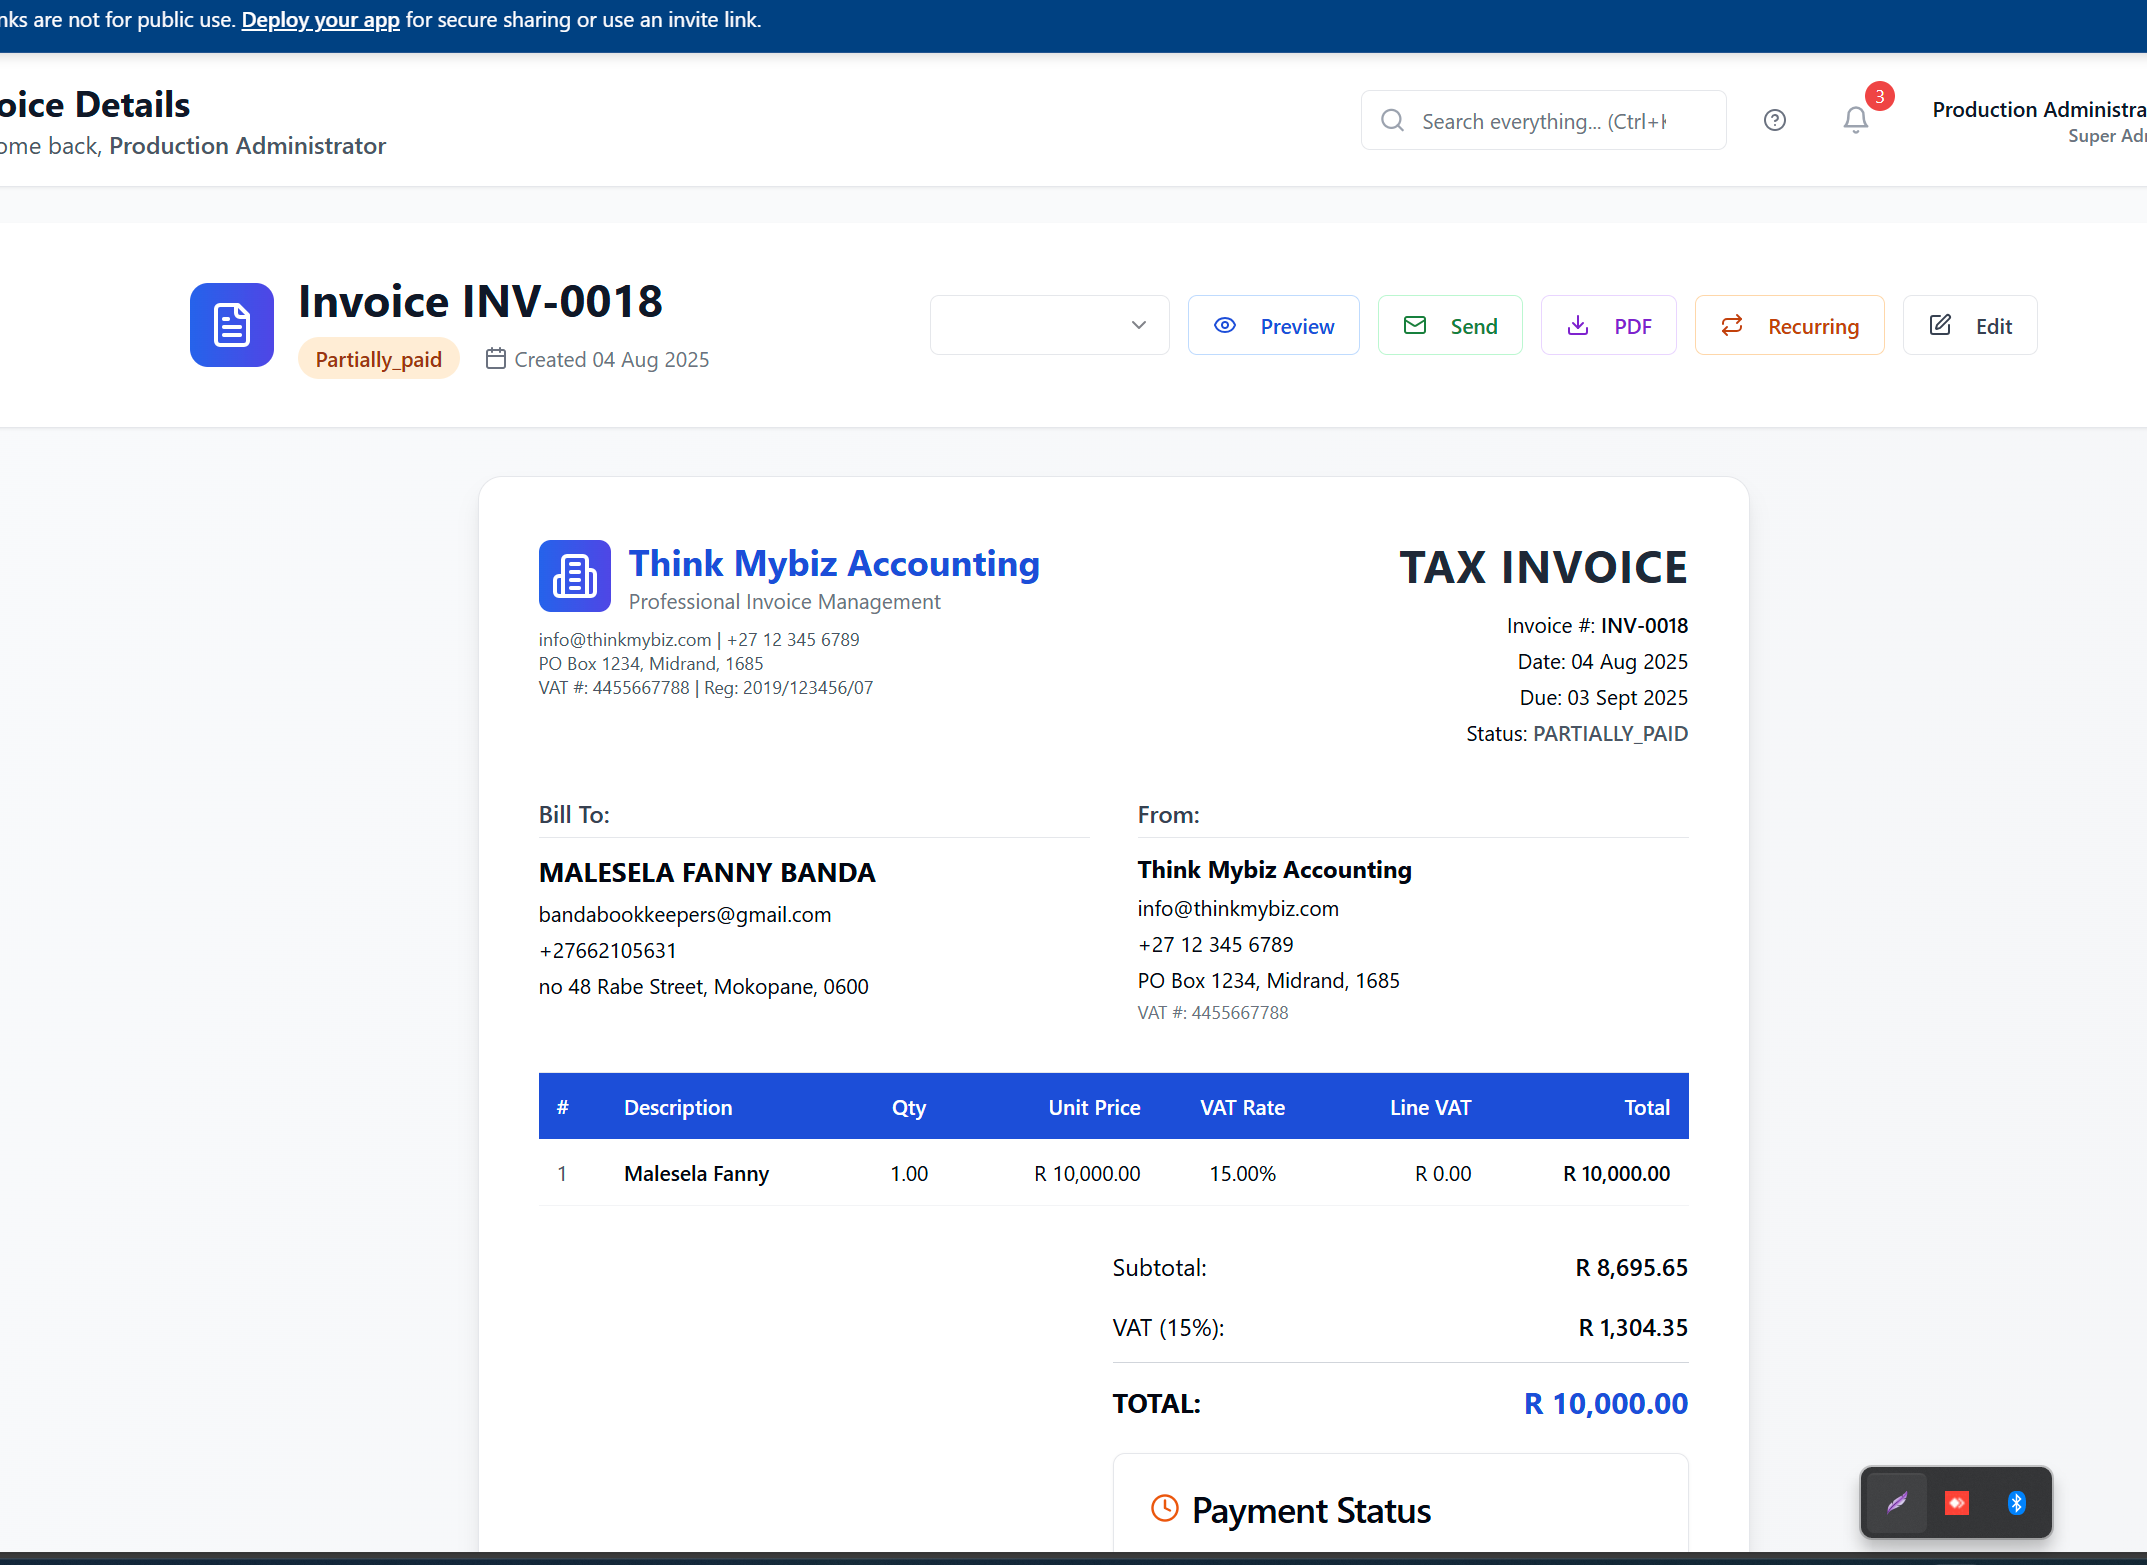 are not for public use. Deploy your app for secure sharing or use an invite link.
Details
Search everything... (Ctrl+
3
Production
back, Production Administrator
Super
Invoice INV-0018
Partially_paid
Created 04 Aug 2025
Preview
Send
PDF
Recurring
Edit
Think Mybiz Accounting
Professional Invoice Management
info@thinkmybiz.com | +27 12 345 6789
PO Box 1234, Midrand, 1685
VAT #: 4455667788 | Reg: 2019/123456/07
TAX INVOICE
Invoice #: INV-0018
Date: 04 Aug 2025
Due: 03 Sept 2025
Status: PARTIALLY_PAID
Bill To:
MALESELA FANNY BANDA
bandabookkeepers@gmail.com
+27662105631
no 48 Rabe Street, Mokopane, 0600
From:
Think Mybiz Accounting
info@thinkmybiz.com
+27 12 345 6789
PO Box 1234, Midrand, 1685
VAT #: 4455667788
# Description Qty Unit Price VAT Rate Line VAT Total
1 Malesela Fanny 1.00 R 10,000.00 15.00% R 0.00 R 10,000.00
Subtotal: R 8,695.65
VAT (15%): R 1,304.35
TOTAL: R 10,000.00
Payment Status